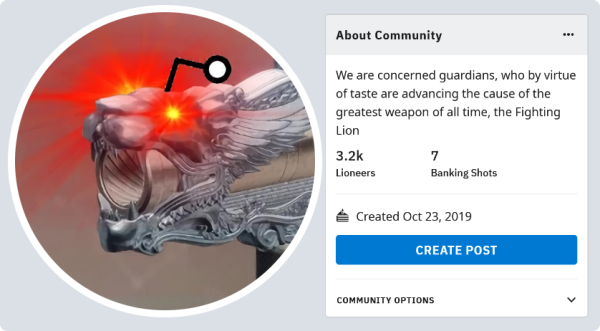 About Community
We are concerned guardians, who by virtue
of taste are advancing the cause of the
greatest weapon of all time, the Fighting
Lion
3.2k 7
Lioneers Banking Shots
Created Oct 23, 2019
CREATE POST
COMMUNITY OPTIONS